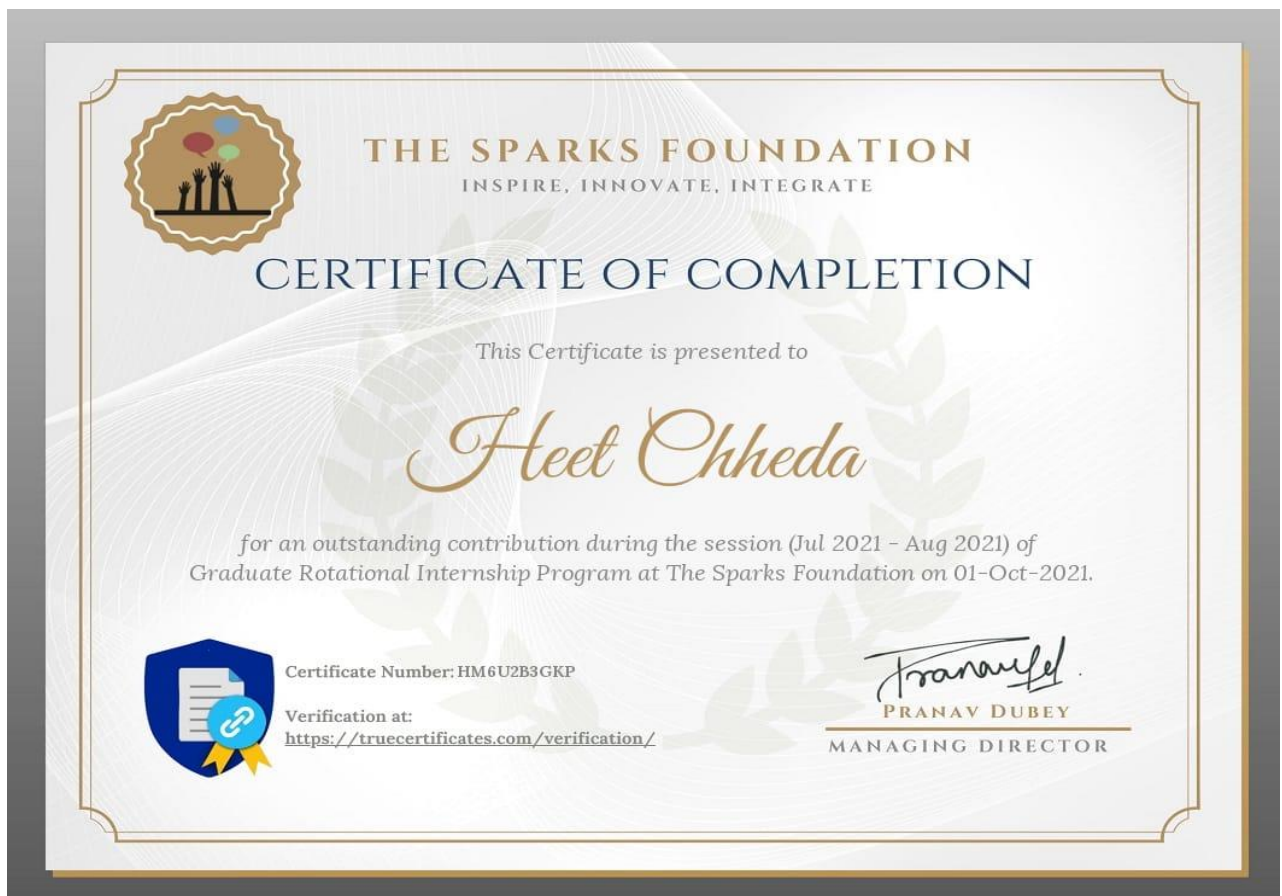 THE SPARKS FOUNDATION
INSPIRE, INNOVATE, INTEGRATE
CERTIFICATE OF COMPLETION
This Certificate is presented to
Heet Chheda
for an outstanding contribution during the session (Jul 2021 - Aug 2021) of
Graduate Rotational Internship Program at The Sparks Foundation on 01-Oct-2021.
Certificate Number: HM6U2B3GKP
Verification at:
https://truecertificates.com/verification/
PRANAV DUBEY
MANAGING DIRECTOR